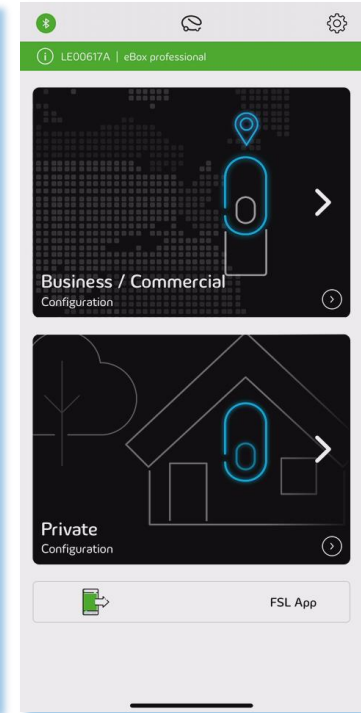 LE00617A | eBox professional
Business / Commercial
Configuration
Private
Configuration
FSL App